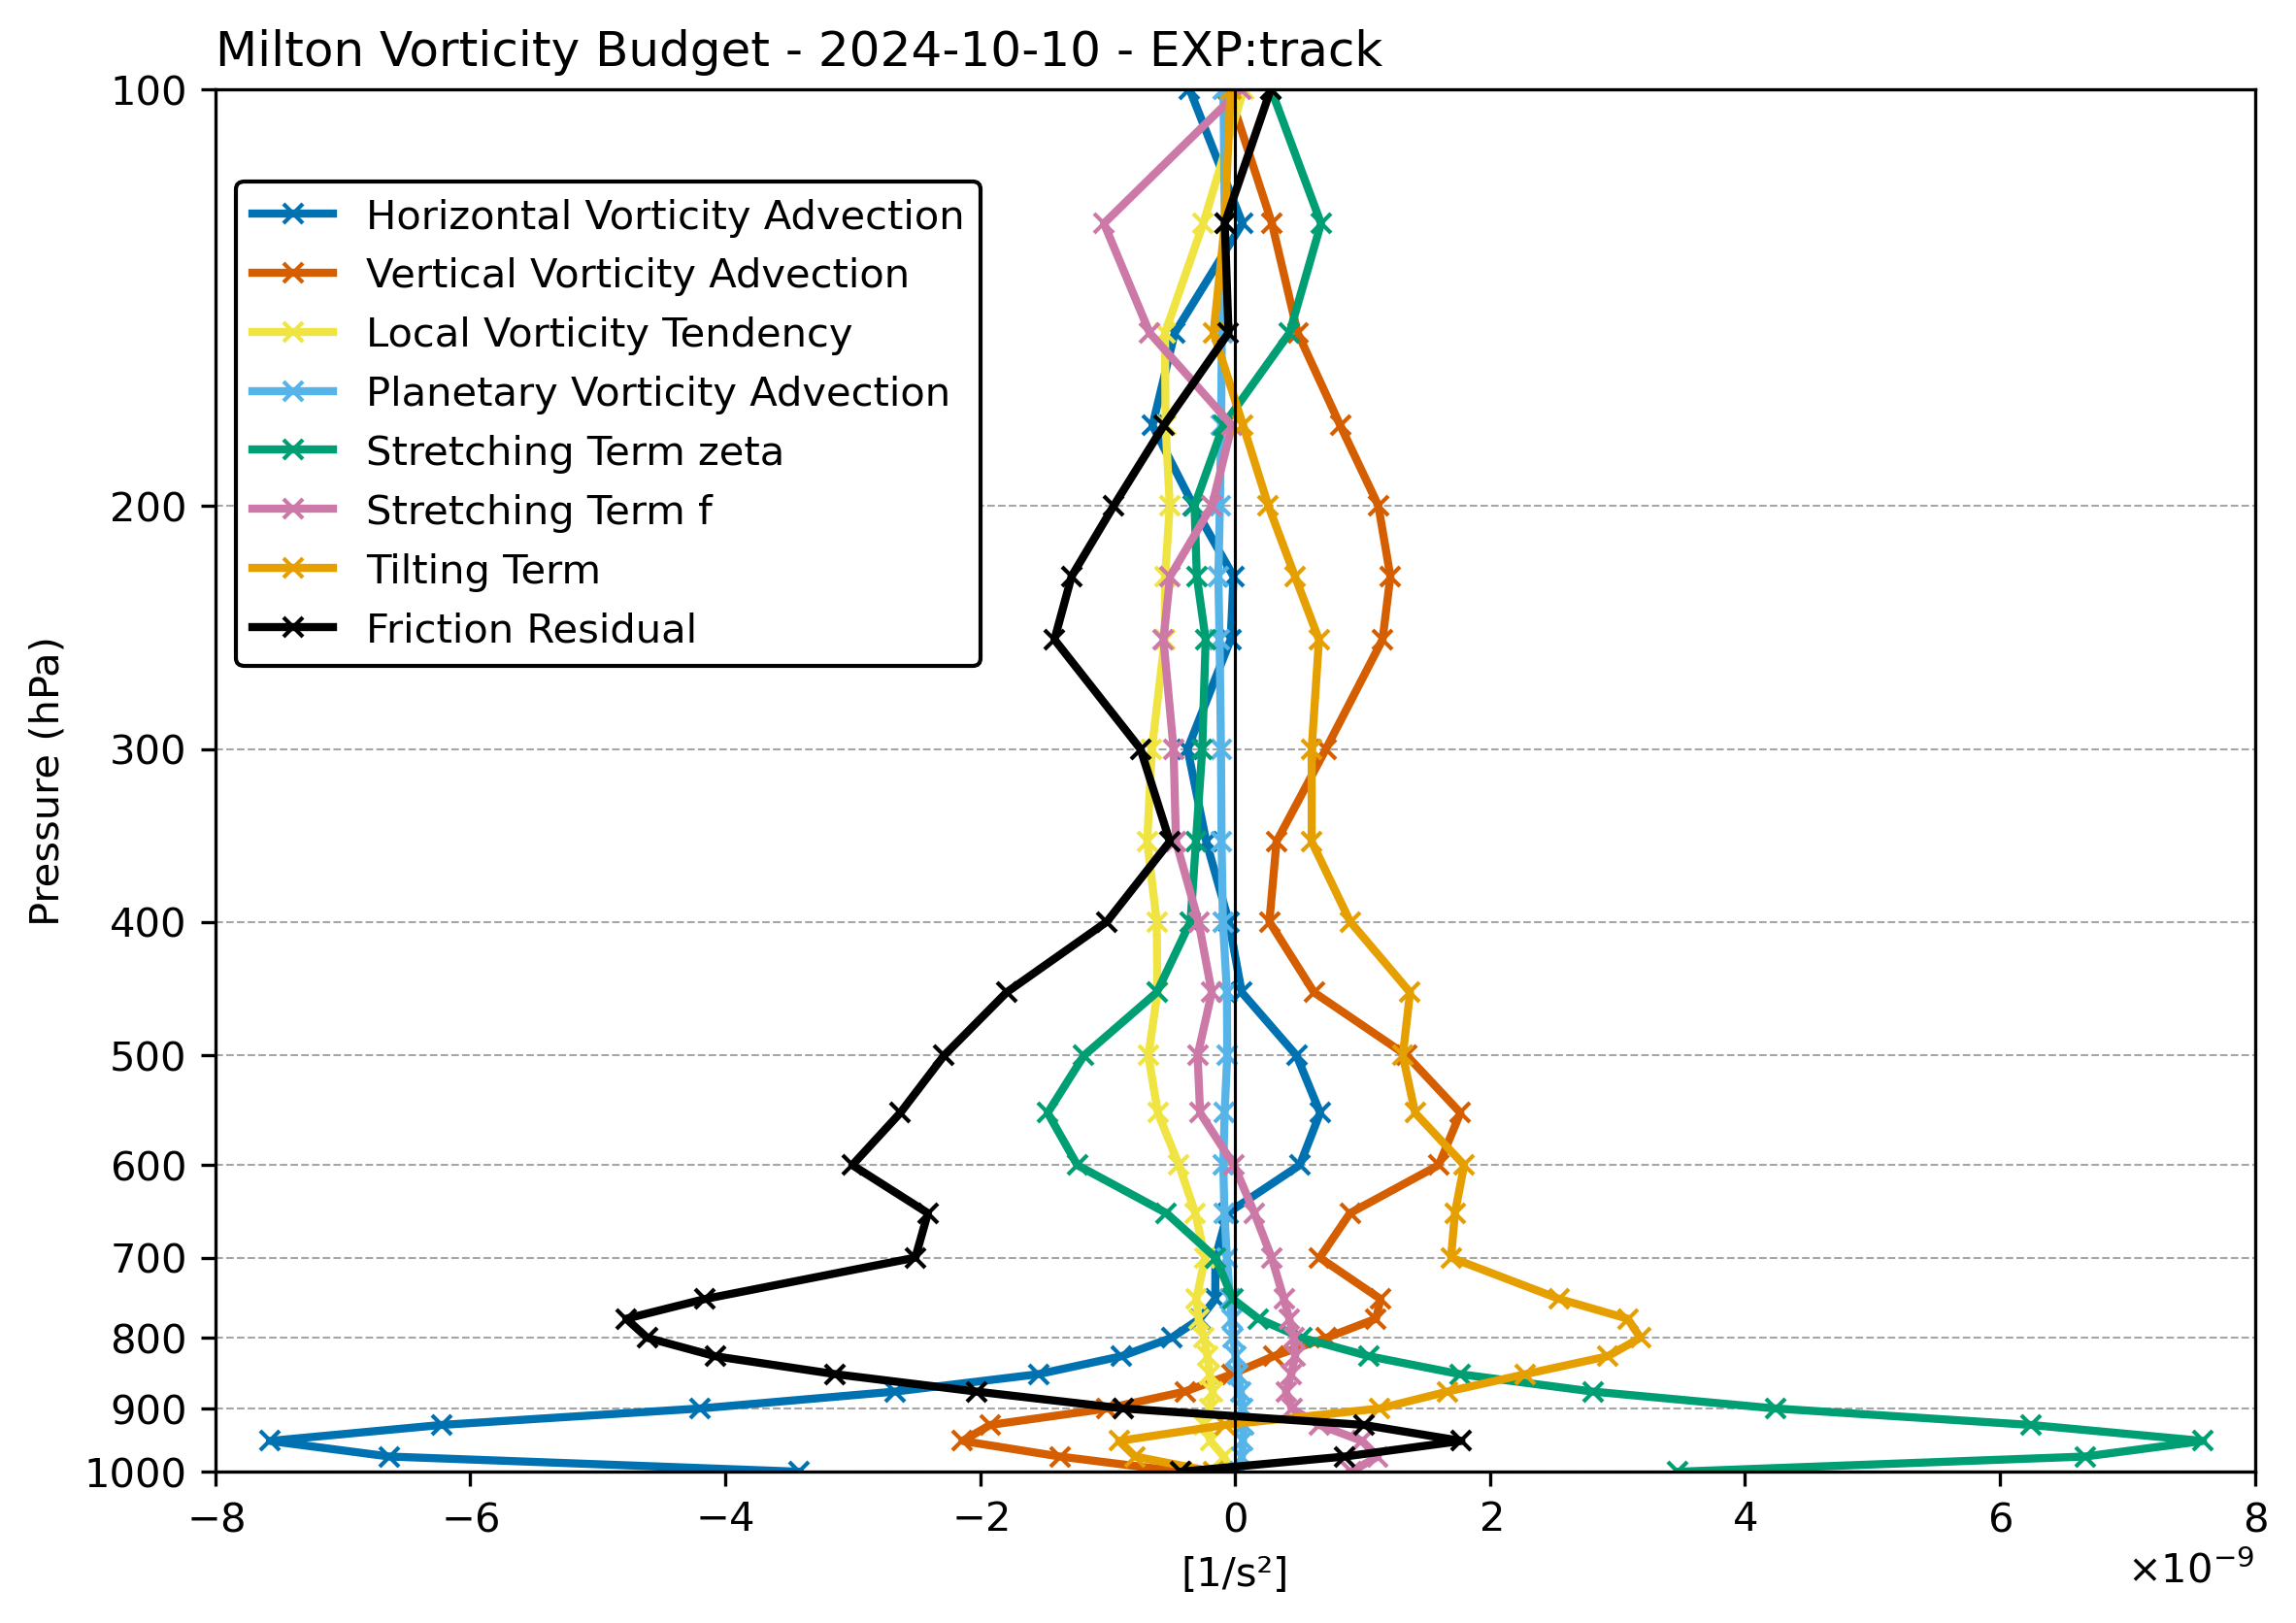 Milton Vorticity Budget - 2024-10-10 - EXP:track
100
200
300
400
500
600
700
800
900
1000
Pressure (hPa)
Horizontal Vorticity Advection
Vertical Vorticity Advection
Local Vorticity Tendency
Planetary Vorticity Advection
Stretching Term zeta
Stretching Term f
Tilting Term
Friction Residual
−8 −6 −4 −2 0 2 4 6 8
[1/s²]
×10⁻⁹